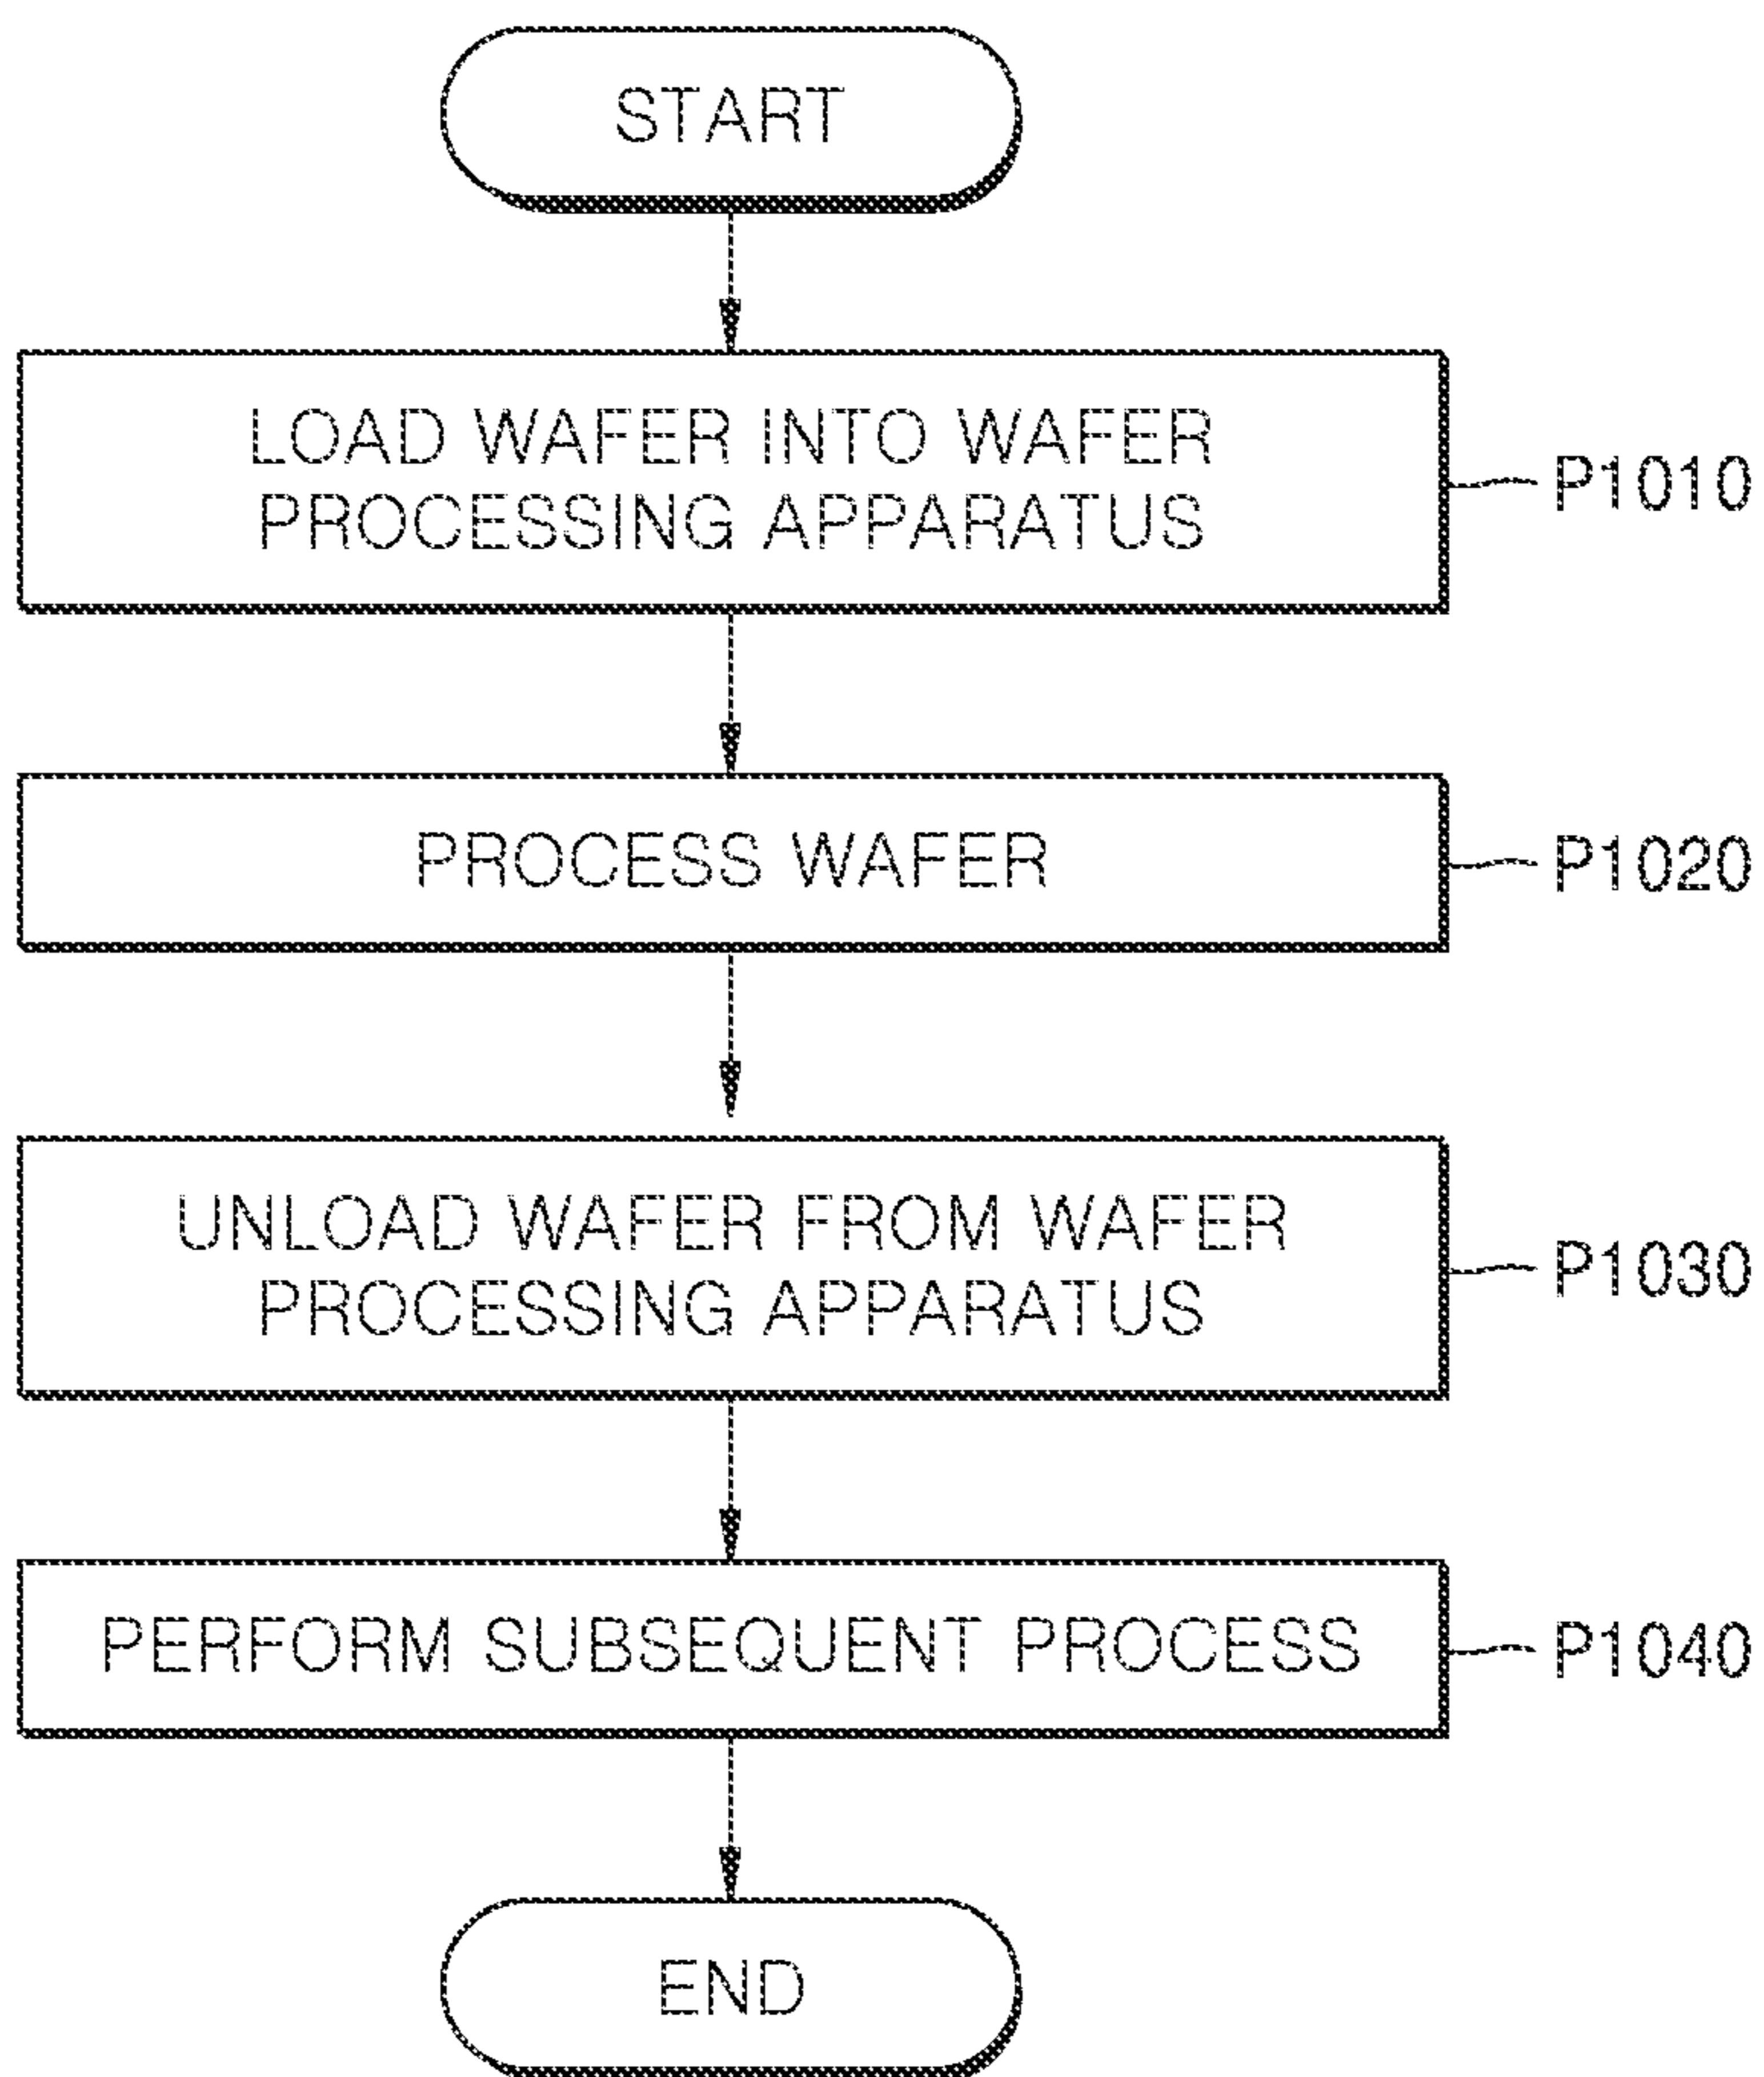 START
LOAD WAFER INTO WAFER
PROCESSING APPARATUS
P1010
PROCESS WAFER
P1020
UNLOAD WAFER FROM WAFER
PROCESSING APPARATUS
P1030
PERFORM SUBSEQUENT PROCESS
P1040
END